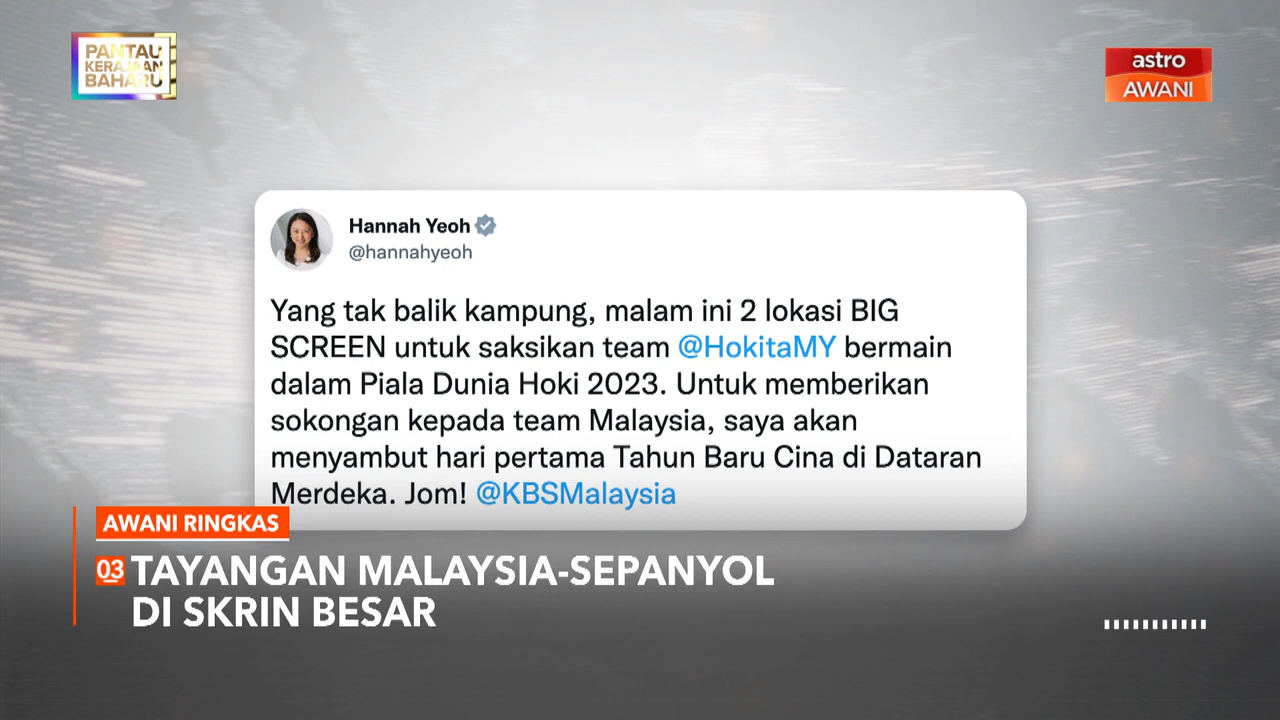 PANTAU
KERAJAAN
BAHARU
astro
AWANI
Hannah Yeoh
@hannahyeoh
Yang tak balik kampung, malam ini 2 lokasi BIG
SCREEN untuk saksikan team @HokitaMY bermain
dalam Piala Dunia Hoki 2023. Untuk memberikan
sokongan kepada team Malaysia, saya akan
menyambut hari pertama Tahun Baru Cina di Dataran
Merdeka. Jom! @KBSMalaysia
AWANI RINGKAS
03 TAYANGAN MALAYSIA-SEPANYOL
DI SKRIN BESAR